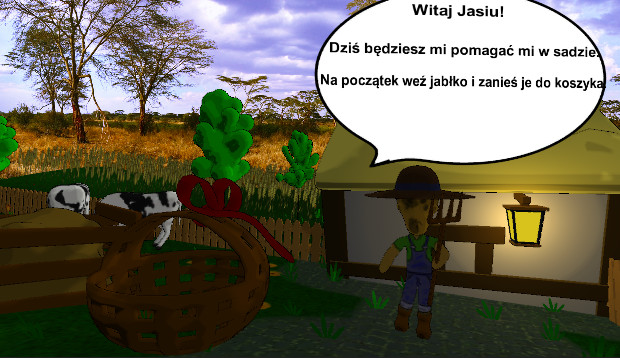 Witaj Jasiu!
Dziś będziesz mi pomagać mi w sadzie.
Na początek weź jabłko i zanieś je do koszyka